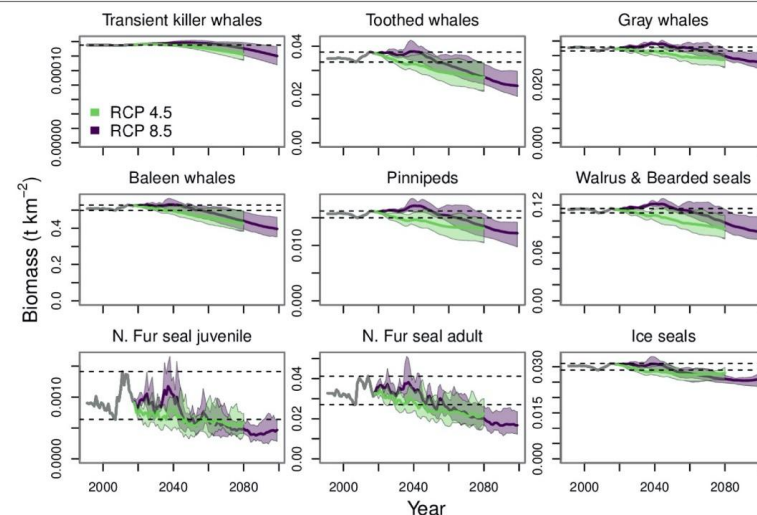 Transient killer whales
Toothed whales
Gray whales
0.00010
0.00000
RCP 4.5
RCP 8.5
0.04
0.02
0.00
0.020
0.000
Biomass (t km−2)
Baleen whales
Pinnipeds
Walrus & Bearded seals
0.4
0.2
0.0
0.010
0.000
0.12
0.06
0.00
N. Fur seal juvenile
N. Fur seal adult
Ice seals
0.0010
0.0000
0.04
0.02
0.00
0.030
0.015
0.000
2000 2040 2080
2000 2040 2080
2000 2040 2080
Year